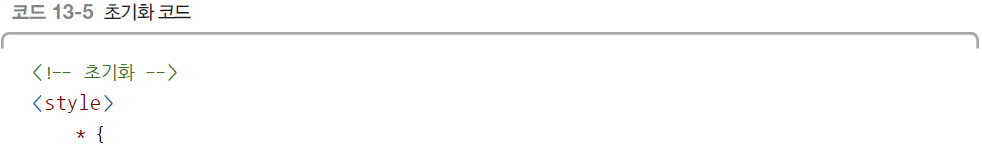 코드 13-5 초기화 코드
<!-- 초기화 -->
<style>
* {